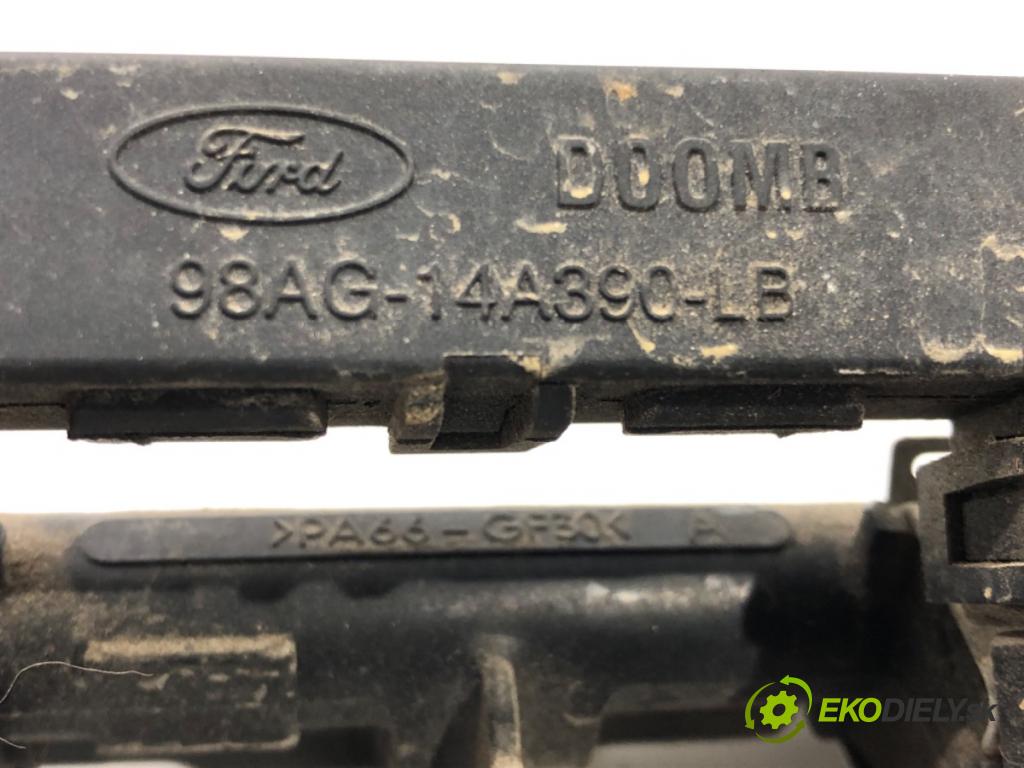 Ford DOOMB
98AG-14A390-LB
>PA66-GF30< A
EKODIELY.sk